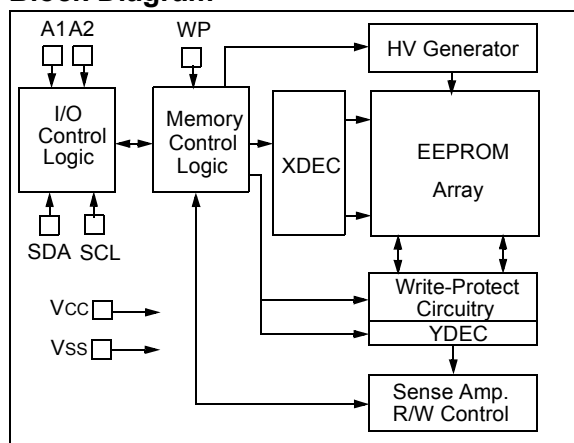 Block Diagram
A1 A2
WP
HV Generator
I/O
Control
Logic
Memory
Control
Logic
XDEC
EEPROM
Array
SDA SCL
Write-Protect
Circuitry
YDEC
VCC
VSS
Sense Amp.
R/W Control